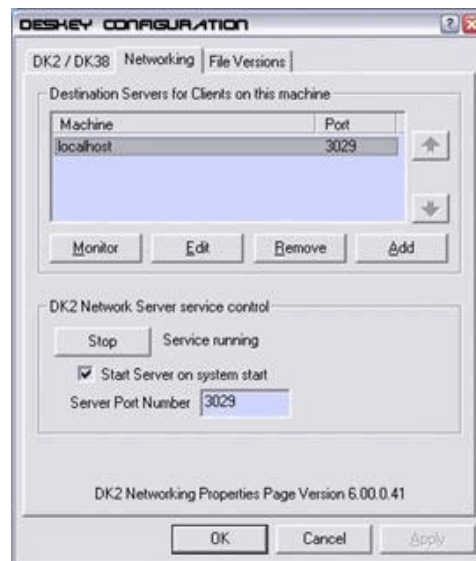 DESKEY CONFIGURATION
DK2 / DK38 Networking File Versions
Destination Servers for Clients on this machine
Machine Port
localhost 3029
Monitor Edit Remove Add
DK2 Network Server service control
Stop Service running
Start Server on system start
Server Port Number 3029
DK2 Networking Properties Page Version 6.00.0.41
OK Cancel Apply